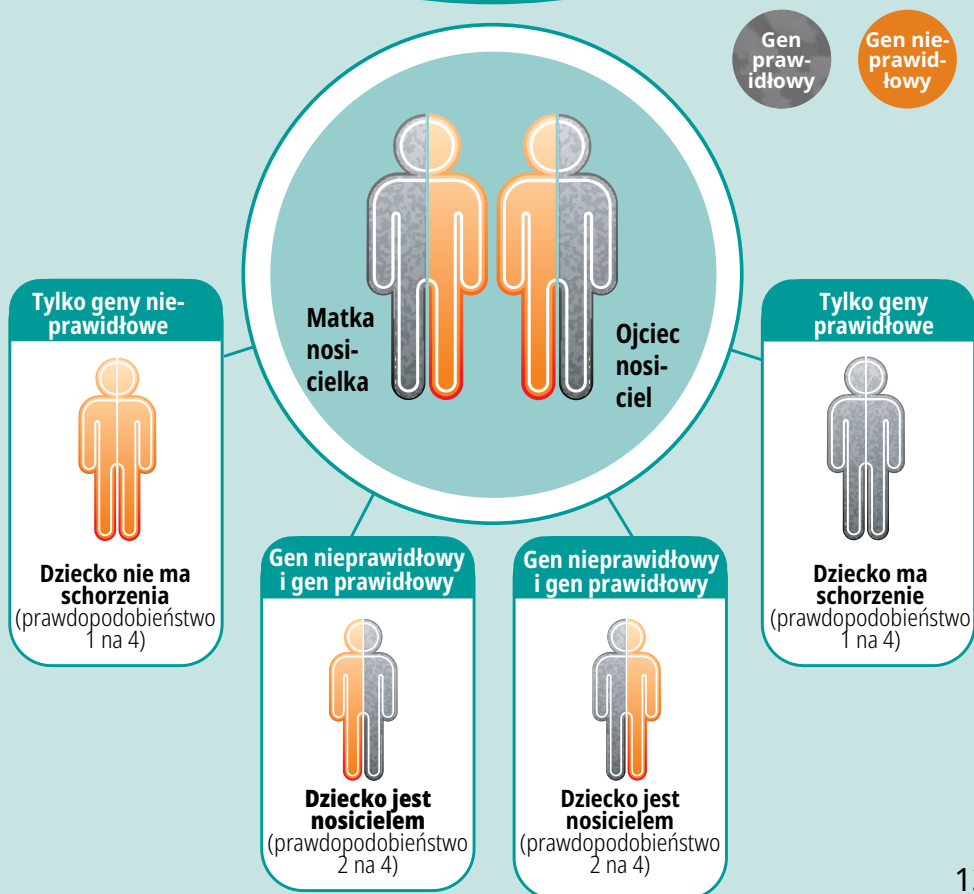 Gen
praw-
idłowy
Gen nie-
prawid-
łowy
Matka
nosi-
cielka
Ojciec
nosi-
ciel
Tylko geny nie-
prawidłowe
Dziecko nie ma
schorzenia
(prawdopodobieństwo
1 na 4)
Gen nieprawidłowy
i gen prawidłowy
Dziecko jest
nosicielem
(prawdopodobieństwo
2 na 4)
Gen nieprawidłowy
i gen prawidłowy
Dziecko jest
nosicielem
(prawdopodobieństwo
2 na 4)
Tylko geny
prawidłowe
Dziecko ma
schorzenie
(prawdopodobieństwo
1 na 4)